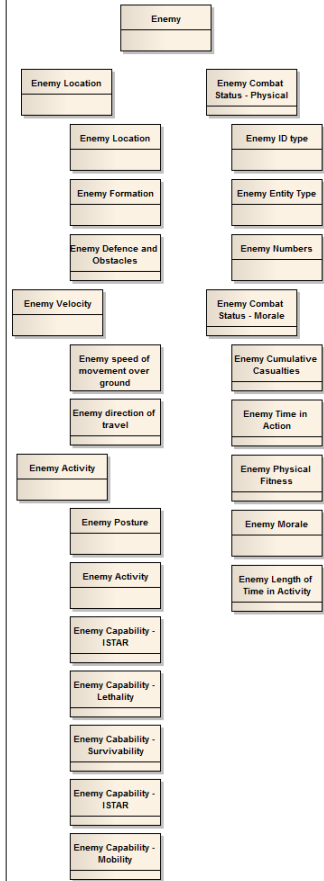 Enemy
Enemy Location
Enemy Location
Enemy Formation
Enemy Defence and
Obstacles
Enemy Velocity
Enemy speed of
movement over
ground
Enemy direction of
travel
Enemy Activity
Enemy Posture
Enemy Activity
Enemy Capability -
ISTAR
Enemy Capability -
Lethality
Enemy Cabability -
Survivability
Enemy Capability -
ISTAR
Enemy Capability -
Mobility
Enemy Combat
Status - Physical
Enemy ID type
Enemy Entity Type
Enemy Numbers
Enemy Combat
Status - Morale
Enemy Cumulative
Casualties
Enemy Time in
Action
Enemy Physical
Fitness
Enemy Morale
Enemy Length of
Time in Activity